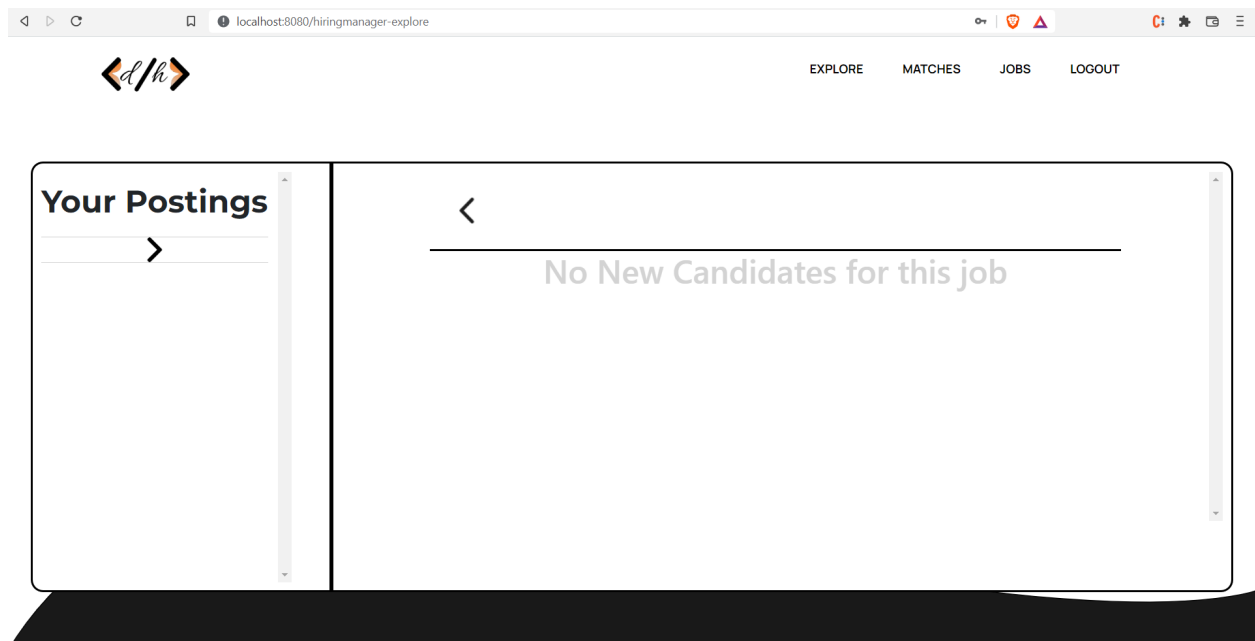 localhost:8080/hiringmanager-explore
<d/h>
EXPLORE MATCHES JOBS LOGOUT
Your Postings
No New Candidates for this job